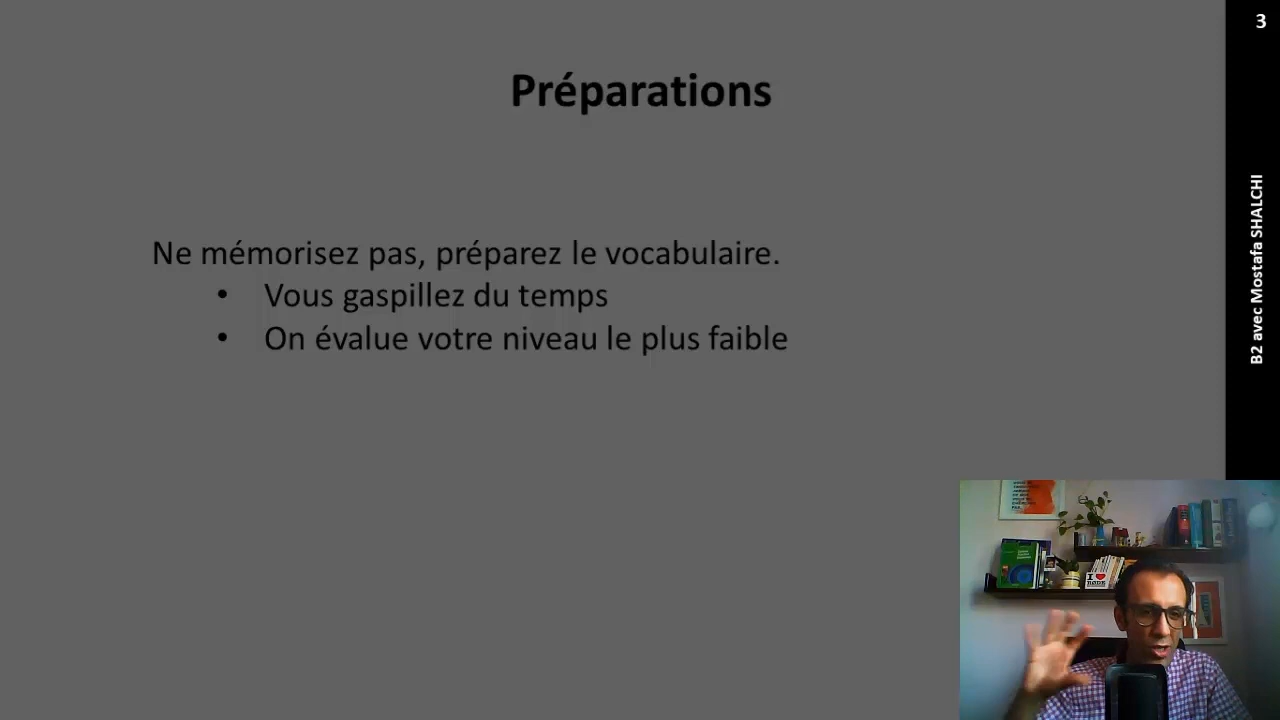 3
Préparations
Ne mémorisez pas, préparez le vocabulaire.
• Vous gaspillez du temps
• On évalue votre niveau le plus faible
B2 avec Mostafa SHALCHI
I ❤ RODE